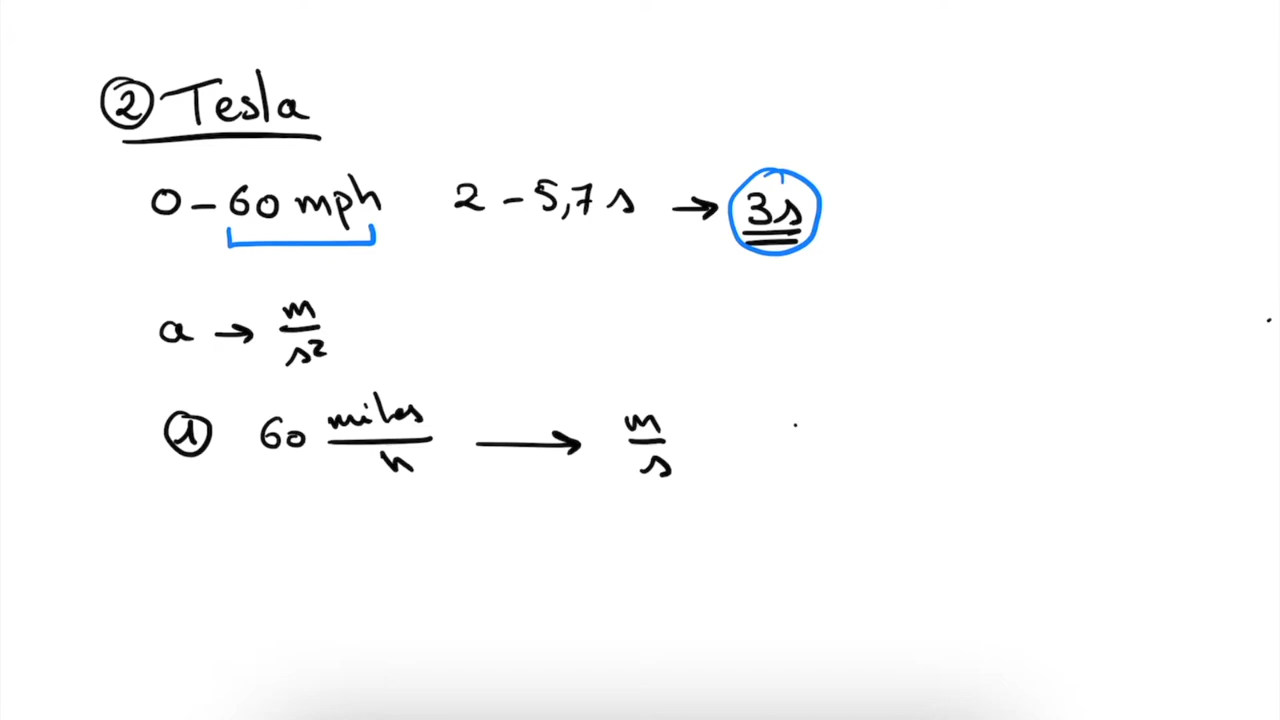 ② Tesla
0 – 60 mph 2 – 5,7 s → 3s
a → m/s²
① 60 miles/h → m/s